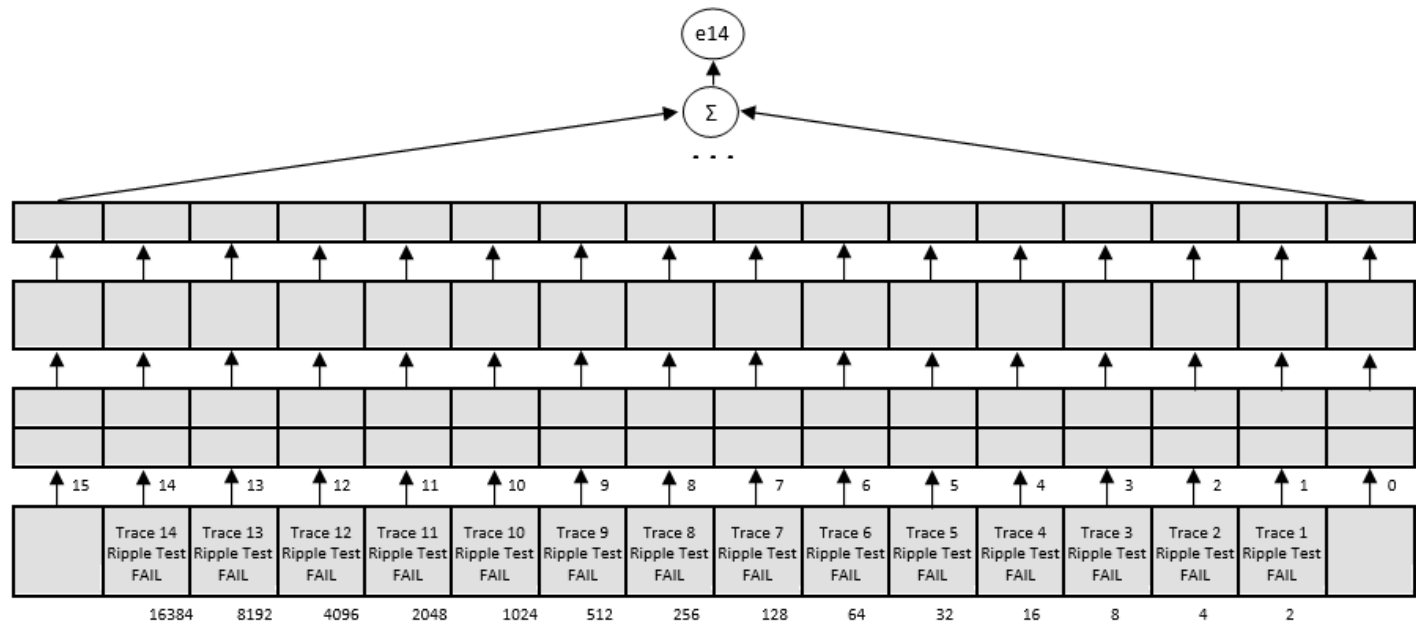 e14
Σ
...
15 14 13 12 11 10 9 8 7 6 5 4 3 2 1 0
Trace 14 Trace 13 Trace 12 Trace 11 Trace 10 Trace 9 Trace 8 Trace 7 Trace 6 Trace 5 Trace 4 Trace 3 Trace 2 Trace 1
Ripple Test Ripple Test Ripple Test Ripple Test Ripple Test Ripple Test Ripple Test Ripple Test Ripple Test Ripple Test Ripple Test Ripple Test Ripple Test Ripple Test
FAIL FAIL FAIL FAIL FAIL FAIL FAIL FAIL FAIL FAIL FAIL FAIL FAIL FAIL
16384 8192 4096 2048 1024 512 256 128 64 32 16 8 4 2